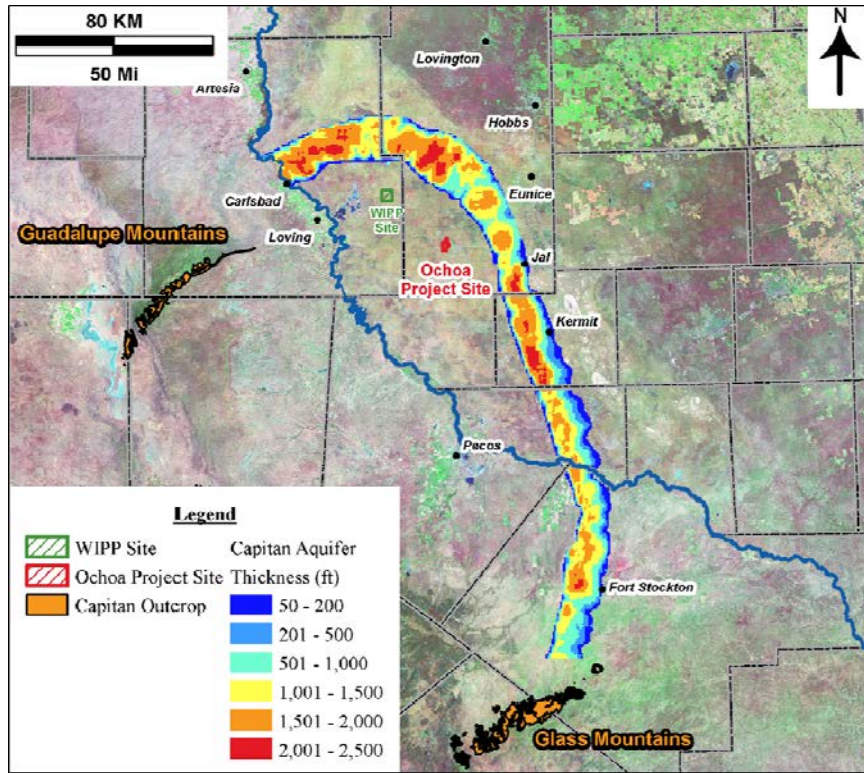 80 KM
50 Mi
N
Lovington
Artesia
Hobbs
Carlsbad
WIPP
Site
Eunice
Loving
Guadalupe Mountains
Jal
Ochoa
Project Site
Kermit
Pecos
Legend
WIPP Site
Ochoa Project Site
Capitan Outcrop
Capitan Aquifer
Thickness (ft)
50 - 200
201 - 500
501 - 1,000
1,001 - 1,500
1,501 - 2,000
2,001 - 2,500
Fort Stockton
Glass Mountains